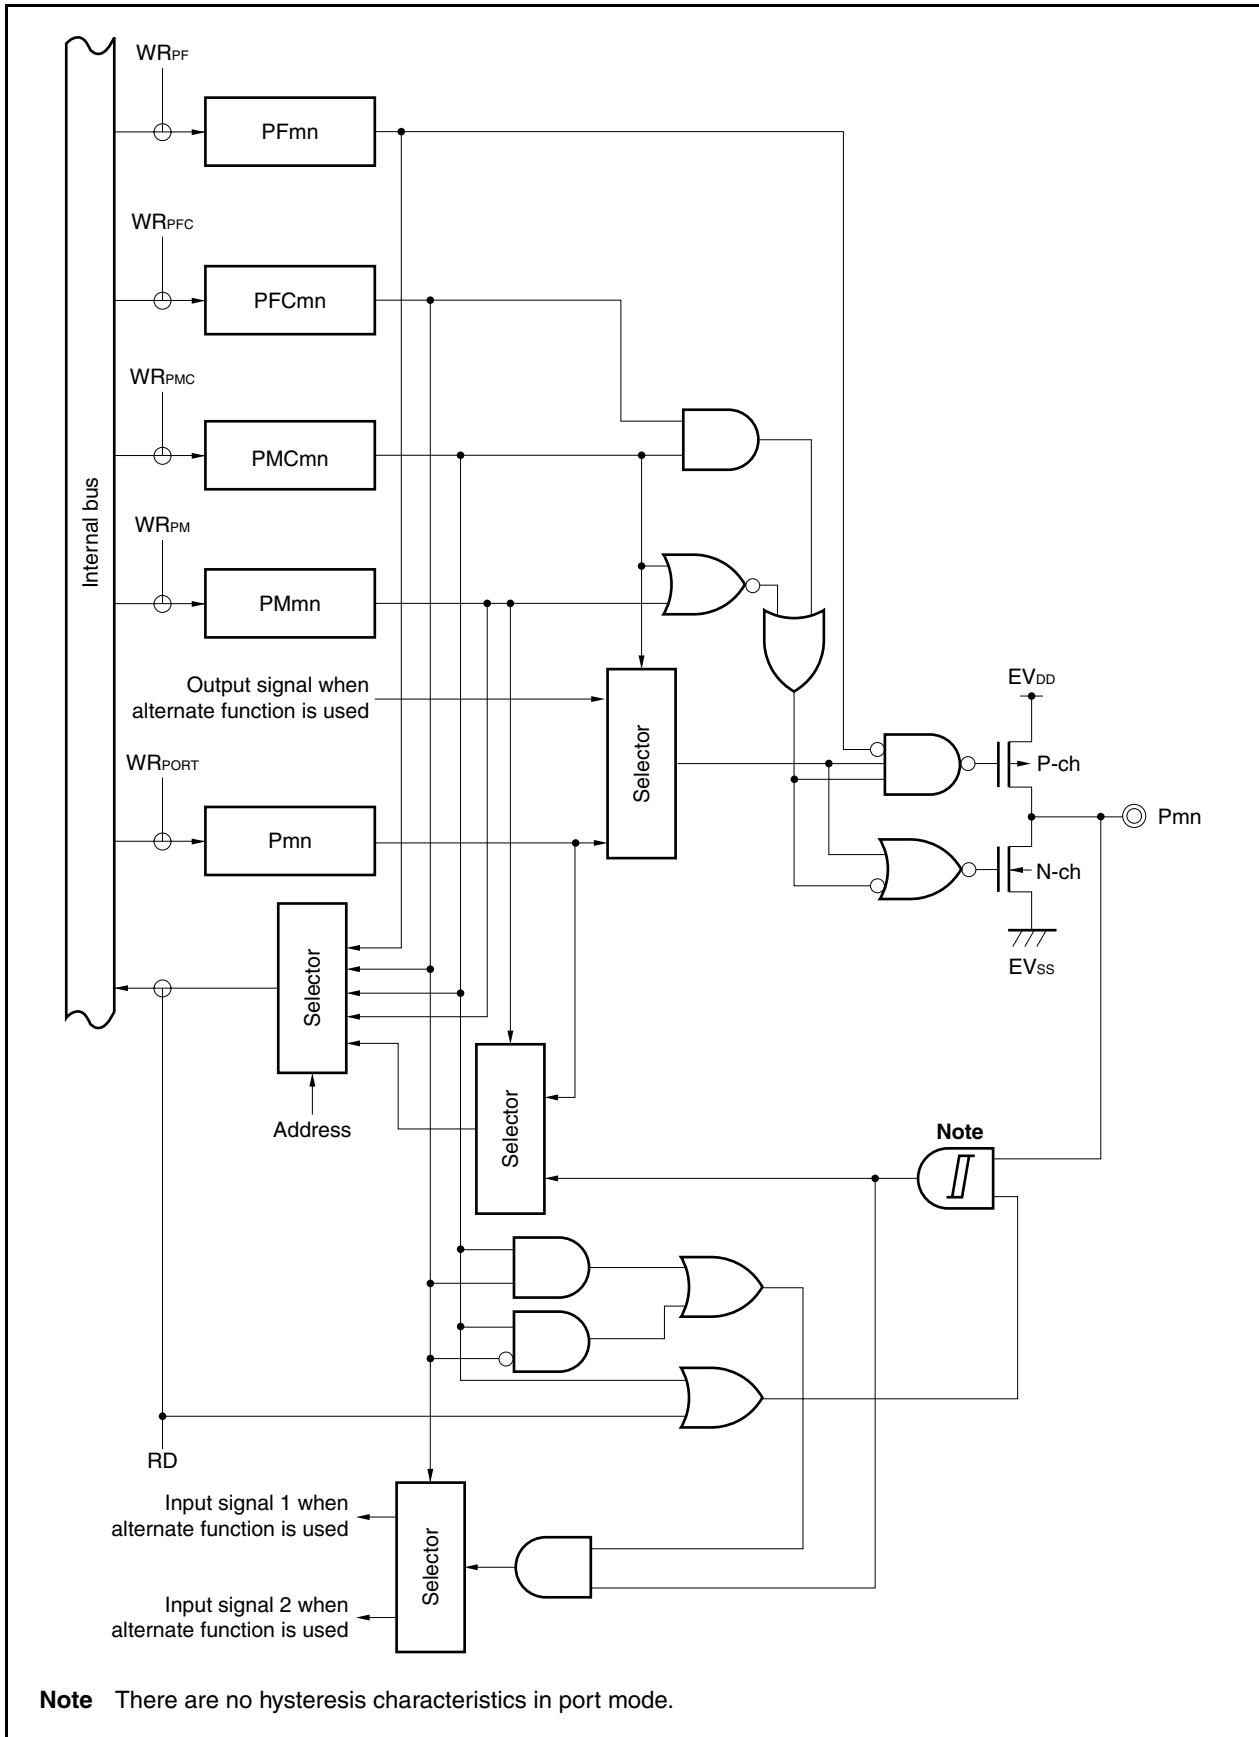 WRPF
PFmn
WRPFC
PFCmn
WRPMC
PMCmn
Internal bus
WRPM
PMmn
Output signal when
alternate function is used
Selector
EVDD
P-ch
WRPORT
Pmn
Pmn
N-ch
EVSS
Selector
Address
Selector
Note
RD
Input signal 1 when
alternate function is used
Selector
Input signal 2 when
alternate function is used
Note There are no hysteresis characteristics in port mode.